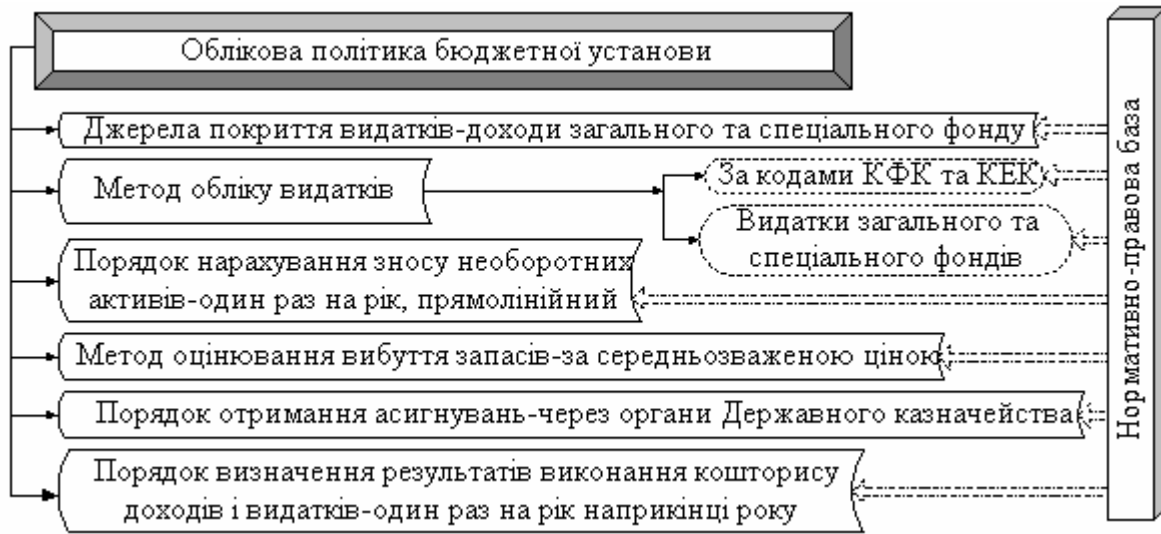 Облікова політика бюджетної установи
Джерела покриття видатків-доходи загального та спеціального фонду
Метод обліку видатків
За кодами КФК та КЕК
Видатки загального та
спеціального фондів
Порядок нарахування зносу необоротних
активів-один раз на рік, прямолінійний
Метод оцінювання вибуття запасів-за середньозваженою ціною
Порядок отримання асигнувань-через органи Державного казначейства
Порядок визначення результатів виконання кошторису
доходів і видатків-один раз на рік наприкінці року
Нормативно-правова база